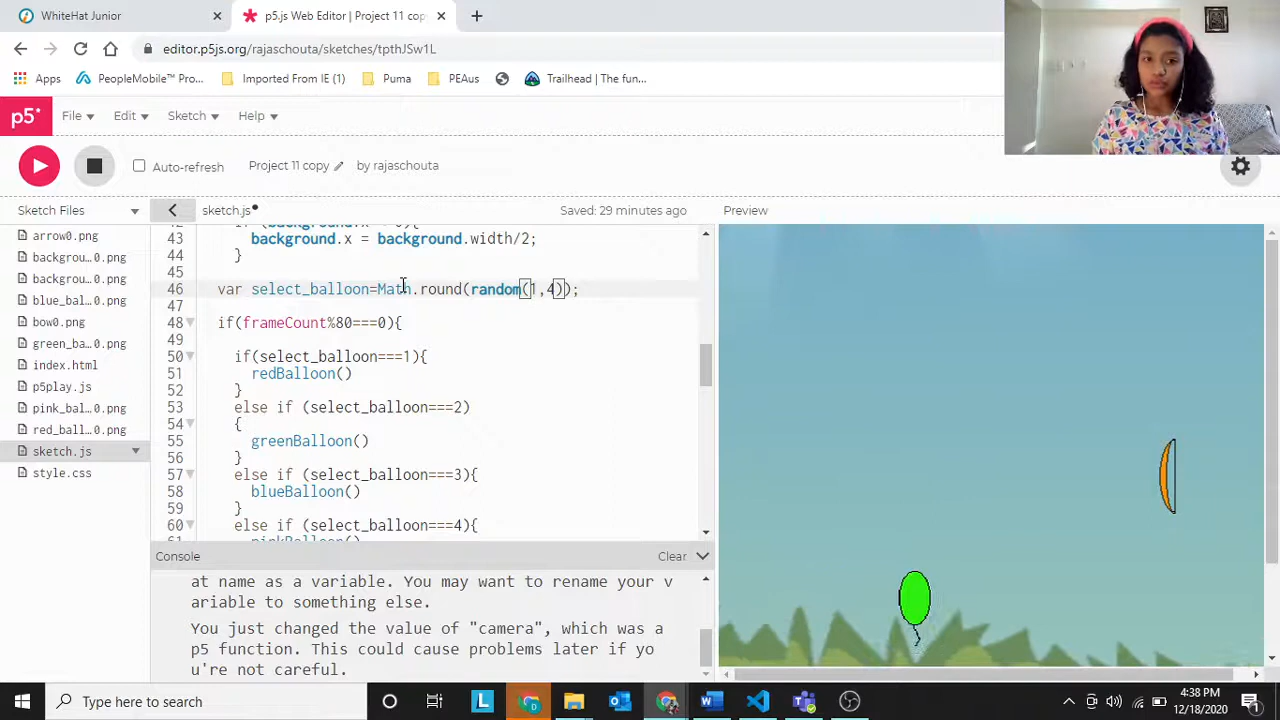 WhiteHat Junior
p5.js Web Editor | Project 11 copy
editor.p5js.org/rajaschouta/sketches/tpthJSw1L
Apps PeopleMobile™ Pro... Imported From IE (1) Puma PEAus Trailhead | The fun...
p5* File Edit Sketch Help
Auto-refresh Project 11 copy by rajaschouta
Sketch Files sketch.js Saved: 29 minutes ago Preview
arrow0.png
backgrou...0.png
backgrou...0.png
blue_bal...0.png
bow0.png
green_ba...0.png
index.html
p5play.js
pink_bal...0.png
red_ball...0.png
sketch.js
style.css
43 background.x = background.width/2;
44 }
45
46 var select_balloon=Math.round(random(1,4));
47
48 if(frameCount%80===0){
49
50 if(select_balloon===1){
51 redBalloon()
52 }
53 else if (select_balloon===2)
54 {
55 greenBalloon()
56 }
57 else if (select_balloon===3){
58 blueBalloon()
59 }
60 else if (select_balloon===4){
61 pinkBalloon()
Console Clear
at name as a variable. You may want to rename your v
ariable to something else.
You just changed the value of "camera", which was a
p5 function. This could cause problems later if yo
u're not careful.
Type here to search
4:38 PM
12/18/2020